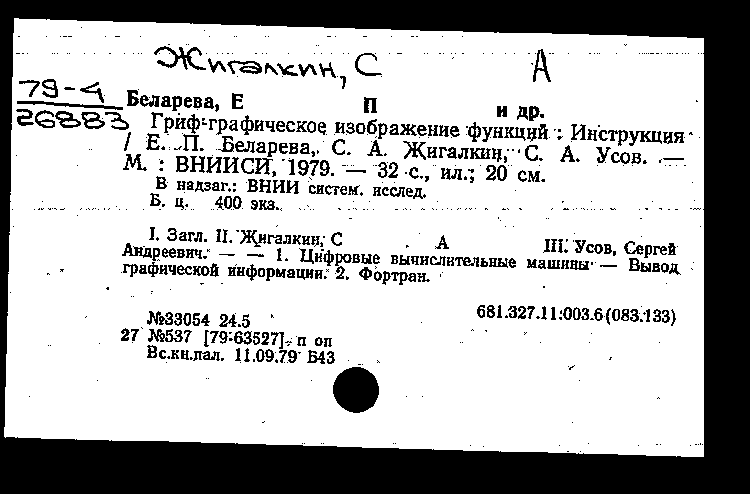 Жигалкин, С А
79-4
26883
Беларева, Е П и др.
Гриф-графическое изображение функций : Инструкция
/ Е. П. Беларева, С. А. Жигалкин, С. А. Усов. —
М. : ВНИИСИ, 1979. — 32 с., ил.; 20 см.
В надзаг.: ВНИИ систем. исслед.
Б. ц. 400 экз.
I. Загл. II. Жигалкин, С А III. Усов, Сергей
Андреевич. — — 1. Цифровые вычислительные машины — Вывод
графической информации. 2. Фортран.
681.327.11:003.6(083.133)
№33054 24.5
27 №537 [79-63527] п оп
Вс.кн.пал. 11.09.79 Б43